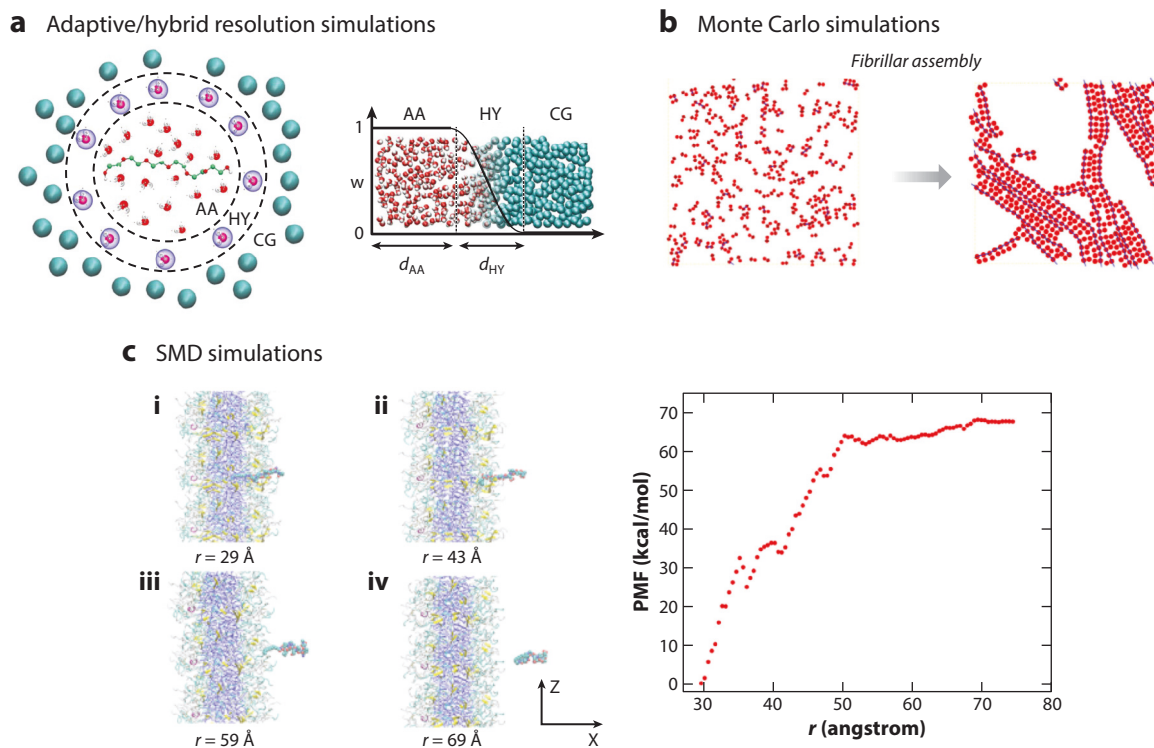 a Adaptive/hybrid resolution simulations
AA
HY
CG
1
w
0
AA
HY
CG
dAA
dHY
b Monte Carlo simulations
Fibrillar assembly
c SMD simulations
i
r = 29 Å
ii
r = 43 Å
iii
r = 59 Å
iv
r = 69 Å
Z
X
PMF (kcal/mol)
70
60
50
40
30
20
10
0
30 40 50 60 70 80
r (angstrom)